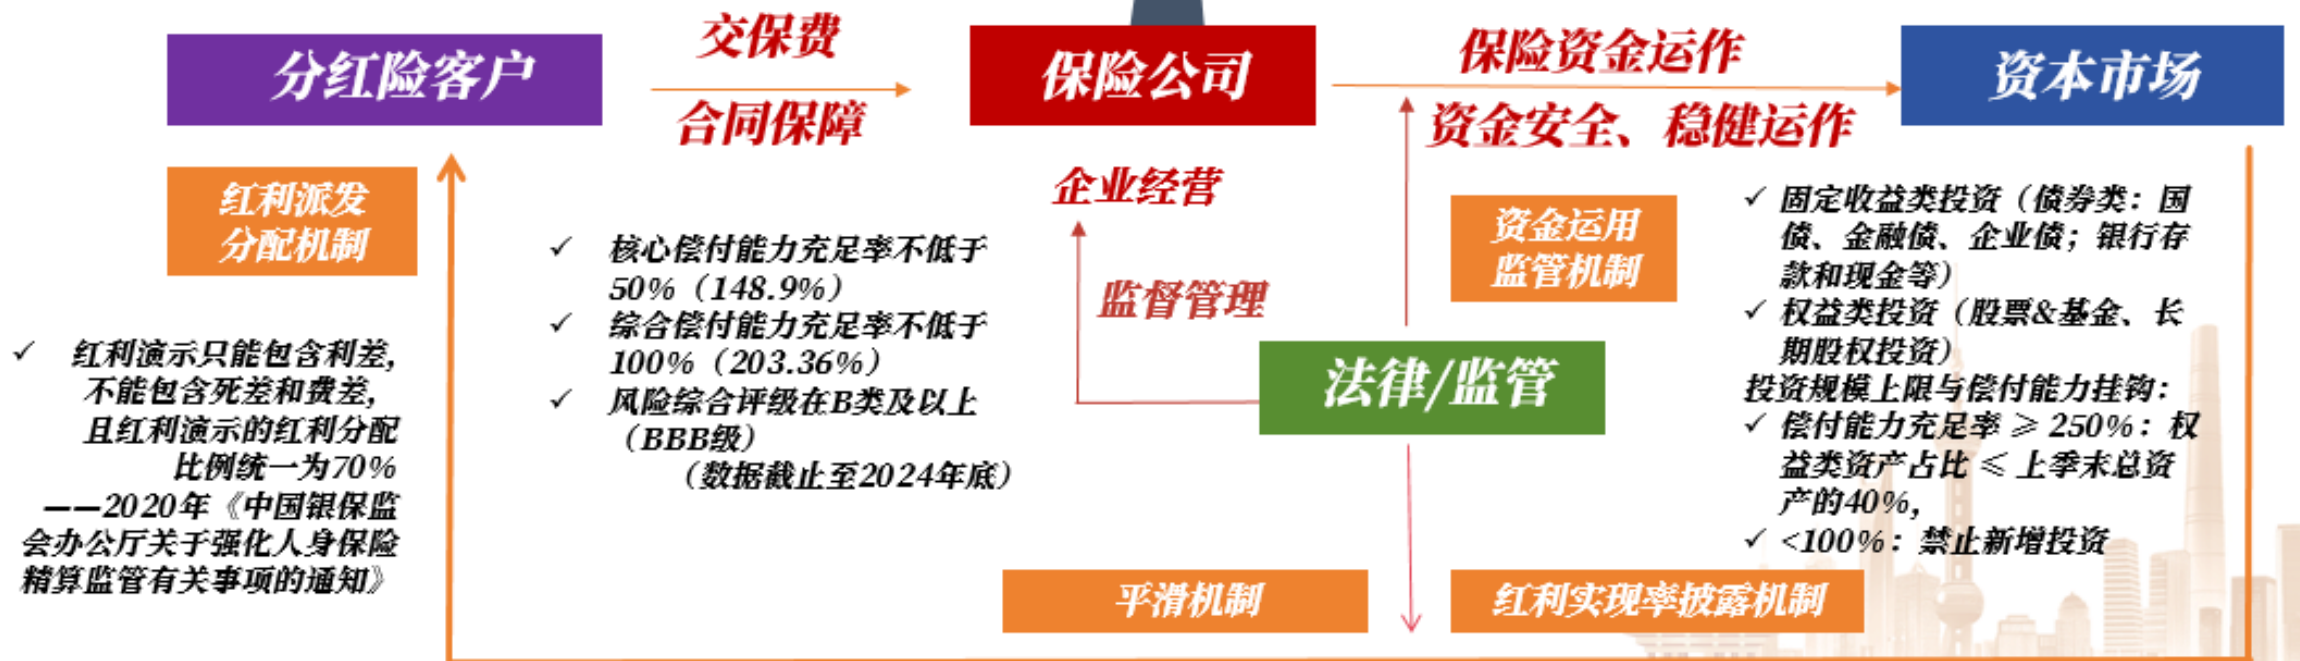 分红险客户
交保费
合同保障
保险公司
保险资金运作
资金安全、稳健运作
资本市场
红利派发
分配机制
✓ 红利演示只能包含利差,
不能包含死差和费差,
且红利演示的红利分配
比例统一为70%
——2020年《中国银保监
会办公厅关于强化人身保险
精算监管有关事项的通知》
✓ 核心偿付能力充足率不低于
50%（148.9%）
✓ 综合偿付能力充足率不低于
100%（203.36%）
✓ 风险综合评级在B类及以上
（BBB级）
（数据截止至2024年底）
企业经营
监督管理
法律/监管
资金运用
监管机制
✓ 固定收益类投资（债券类：国
债、金融债、企业债；银行存
款和现金等）
✓ 权益类投资（股票&基金、长
期股权投资）
投资规模上限与偿付能力挂钩：
✓ 偿付能力充足率 ≥ 250%：权
益类资产占比 ≤ 上季末总资
产的40%,
✓ <100%：禁止新增投资
平滑机制
红利实现率披露机制